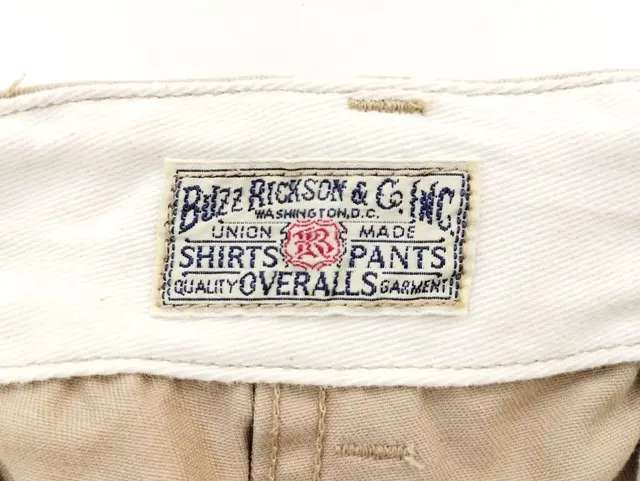 BUZZ RICKSON & CO. INC.
WASHINGTON, D.C.
UNION MADE
SHIRTS R PANTS
QUALITY OVERALLS GARMENT